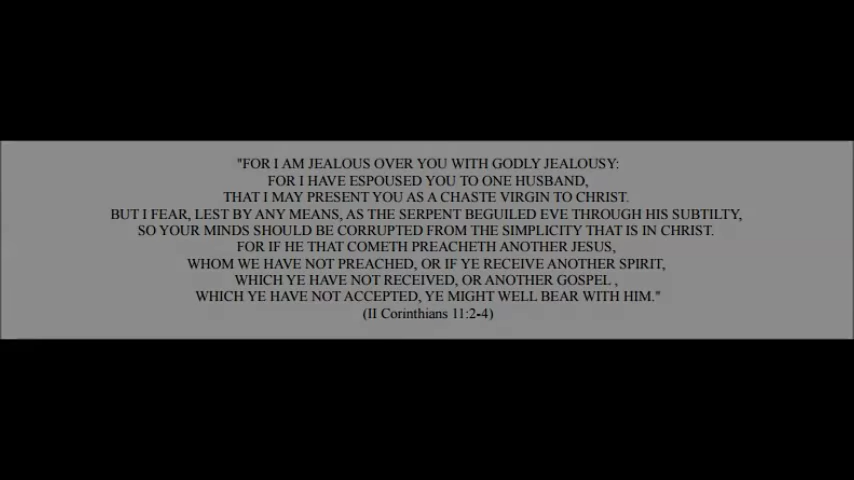 "FOR I AM JEALOUS OVER YOU WITH GODLY JEALOUSY:
FOR I HAVE ESPOUSED YOU TO ONE HUSBAND,
THAT I MAY PRESENT YOU AS A CHASTE VIRGIN TO CHRIST.
BUT I FEAR, LEST BY ANY MEANS, AS THE SERPENT BEGUILED EVE THROUGH HIS SUBTILTY,
SO YOUR MINDS SHOULD BE CORRUPTED FROM THE SIMPLICITY THAT IS IN CHRIST.
FOR IF HE THAT COMETH PREACHETH ANOTHER JESUS,
WHOM WE HAVE NOT PREACHED, OR IF YE RECEIVE ANOTHER SPIRIT,
WHICH YE HAVE NOT RECEIVED, OR ANOTHER GOSPEL ,
WHICH YE HAVE NOT ACCEPTED, YE MIGHT WELL BEAR WITH HIM."
(II Corinthians 11:2-4)